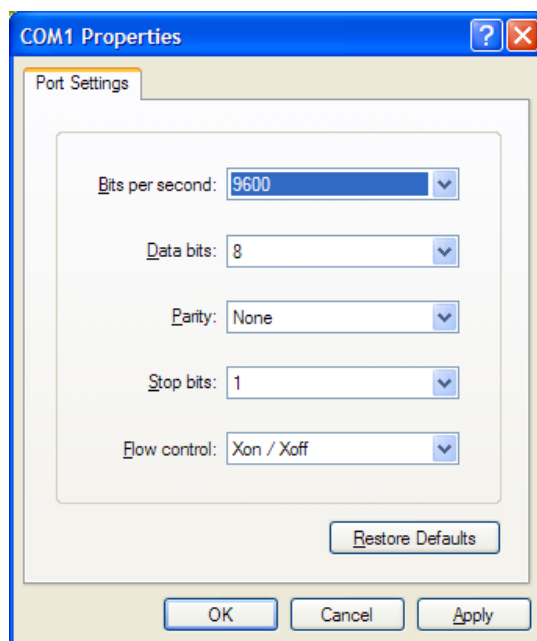 COM1 Properties
Port Settings
Bits per second: 9600
Data bits: 8
Parity: None
Stop bits: 1
Flow control: Xon / Xoff
Restore Defaults
OK Cancel Apply